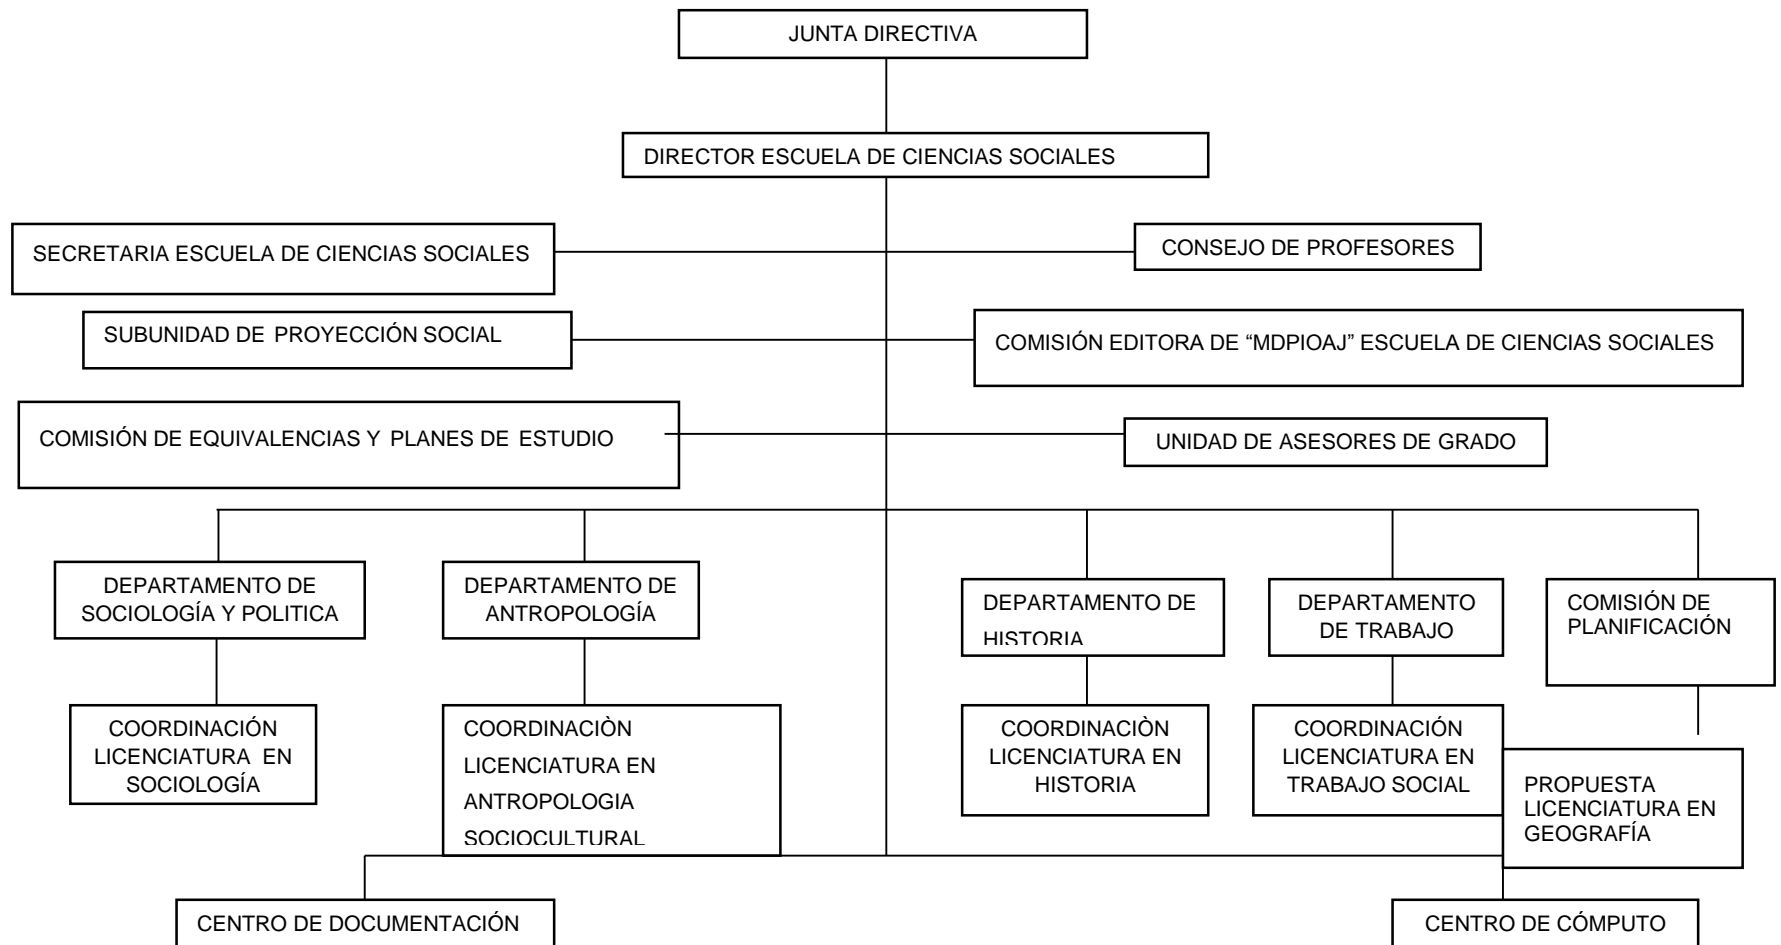 JUNTA DIRECTIVA
DIRECTOR ESCUELA DE CIENCIAS SOCIALES
SECRETARIA ESCUELA DE CIENCIAS SOCIALES
CONSEJO DE PROFESORES
SUBUNIDAD DE PROYECCIÓN SOCIAL
COMISIÓN EDITORA DE “MDPIOAJ” ESCUELA DE CIENCIAS SOCIALES
COMISIÓN DE EQUIVALENCIAS Y PLANES DE ESTUDIO
UNIDAD DE ASESORES DE GRADO
DEPARTAMENTO DE
SOCIOLOGÍA Y POLITICA
DEPARTAMENTO DE
ANTROPOLOGÍA
DEPARTAMENTO DE
HISTORIA
DEPARTAMENTO
DE TRABAJO
COMISIÓN DE
PLANIFICACIÓN
COORDINACIÓN
LICENCIATURA EN
SOCIOLOGÍA
COORDINACIÒN
LICENCIATURA EN
ANTROPOLOGIA
SOCIOCULTURAL
COORDINACIÒN
LICENCIATURA EN
HISTORIA
COORDINACIÓN
LICENCIATURA EN
TRABAJO SOCIAL
PROPUESTA
LICENCIATURA EN
GEOGRAFÍA
CENTRO DE DOCUMENTACIÓN
CENTRO DE CÓMPUTO